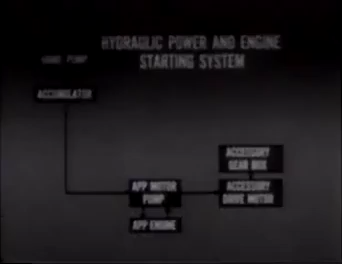 HYDRAULIC POWER AND ENGINE
STARTING SYSTEM
HAND PUMP
ACCUMULATOR
ACCESSORY
GEAR BOX
APP MOTOR
PUMP
ACCESSORY
DRIVE MOTOR
APP ENGINE